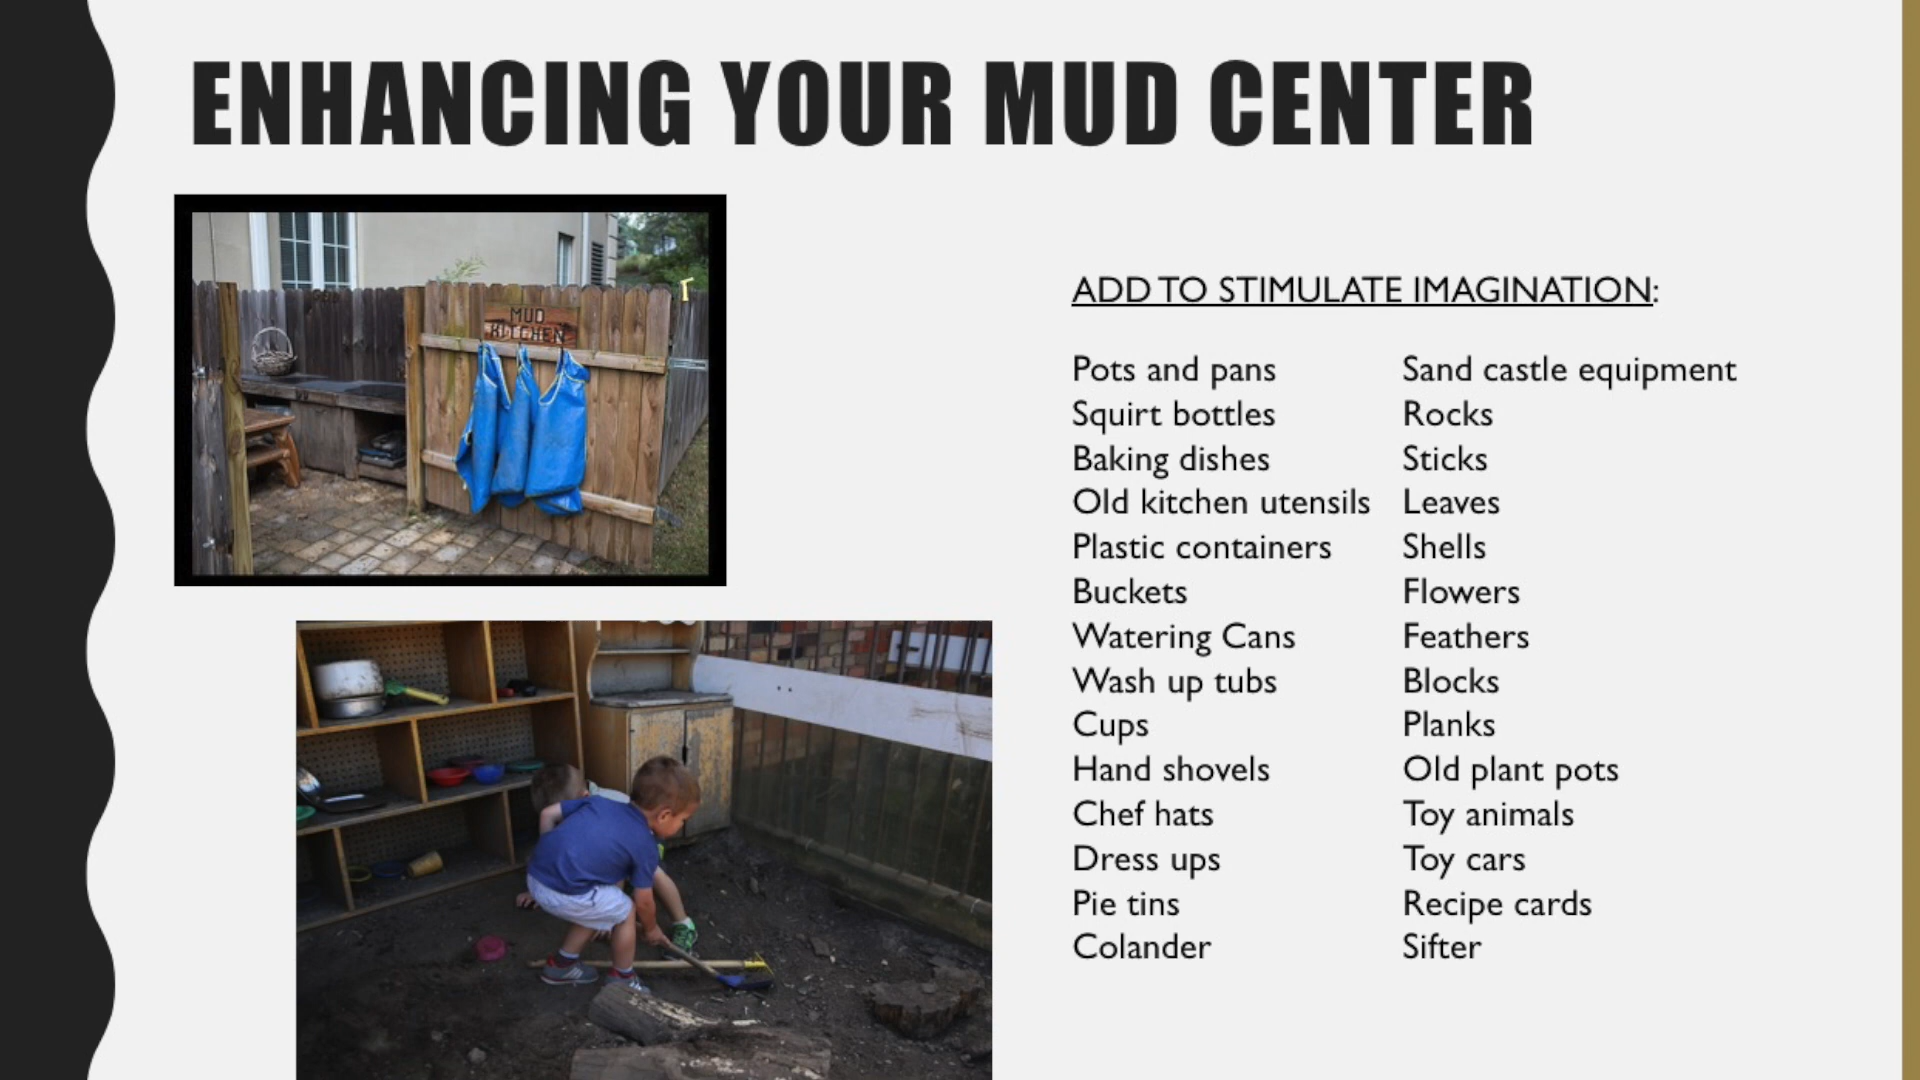 ENHANCING YOUR MUD CENTER
MUD
KITCHEN
ADD TO STIMULATE IMAGINATION:
Pots and pans
Squirt bottles
Baking dishes
Old kitchen utensils
Plastic containers
Buckets
Watering Cans
Wash up tubs
Cups
Hand shovels
Chef hats
Dress ups
Pie tins
Colander
Sand castle equipment
Rocks
Sticks
Leaves
Shells
Flowers
Feathers
Blocks
Planks
Old plant pots
Toy animals
Toy cars
Recipe cards
Sifter